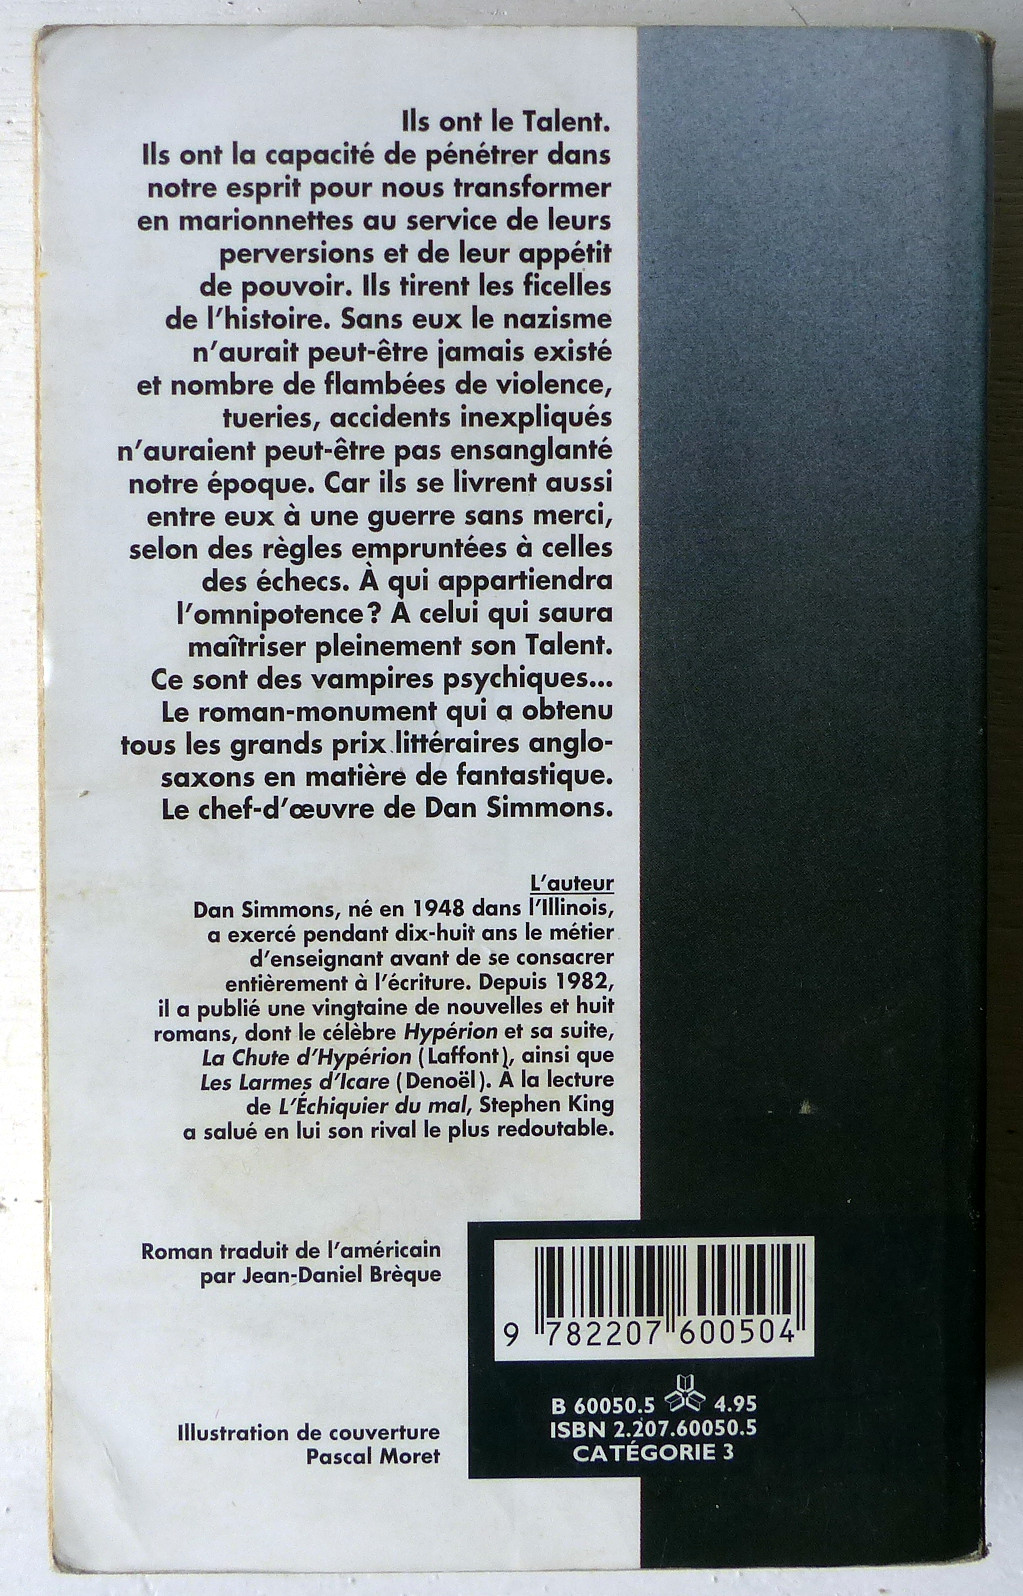 Ils ont le Talent.
Ils ont la capacité de pénétrer dans
notre esprit pour nous transformer
en marionnettes au service de leurs
perversions et de leur appétit
de pouvoir. Ils tirent les ficelles
de l'histoire. Sans eux le nazisme
n'aurait peut-être jamais existé
et nombre de flambées de violence,
tueries, accidents inexpliqués
n'auraient peut-être pas ensanglanté
notre époque. Car ils se livrent aussi
entre eux à une guerre sans merci,
selon des règles empruntées à celles
des échecs. À qui appartiendra
l'omnipotence ? À celui qui saura
maîtriser pleinement son Talent.
Ce sont des vampires psychiques...
Le roman-monument qui a obtenu
tous les grands prix littéraires anglo-
saxons en matière de fantastique.
Le chef-d'œuvre de Dan Simmons.
L'auteur
Dan Simmons, né en 1948 dans l'Illinois,
a exercé pendant dix-huit ans le métier
d'enseignant avant de se consacrer
entièrement à l'écriture. Depuis 1982,
il a publié une vingtaine de nouvelles et huit
romans, dont le célèbre Hypérion et sa suite,
La Chute d'Hypérion (Laffont), ainsi que
Les Larmes d'Icare (Denoël). À la lecture
de L'Échiquier du mal, Stephen King
a salué en lui son rival le plus redoutable.
Roman traduit de l'américain
par Jean-Daniel Brèque
9 782207 600504
B 60050.5 4.95
ISBN 2.207.60050.5
CATÉGORIE 3
Illustration de couverture
Pascal Moret